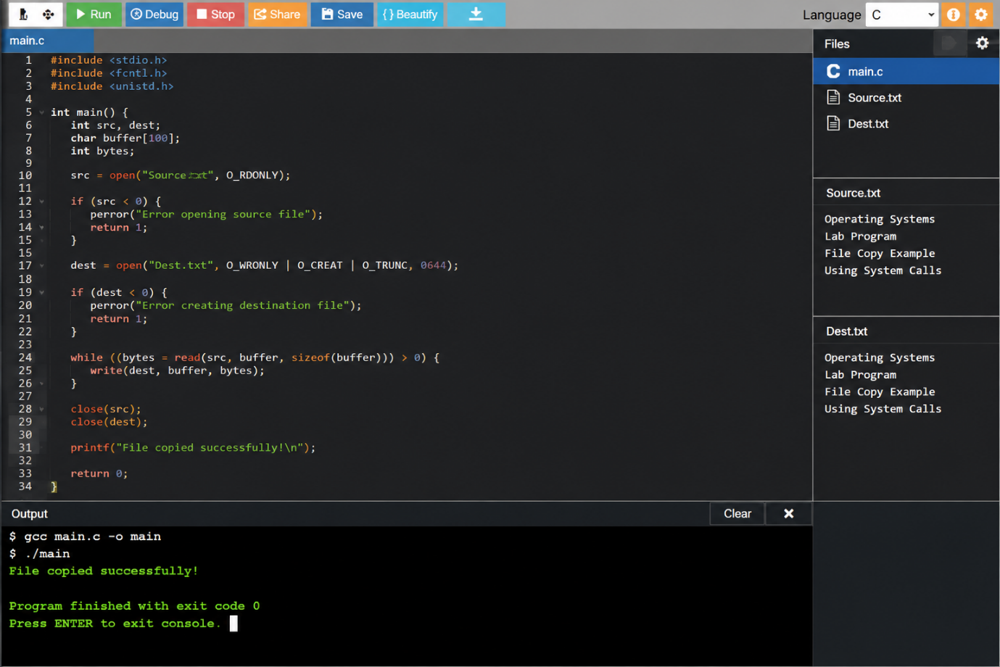 Run Debug Stop Share Save { } Beautify Language C
main.c
1 #include <stdio.h>
2 #include <fcntl.h>
3 #include <unistd.h>
4
5 int main() {
6 int src, dest;
7 char buffer[100];
8 int bytes;
9
10 src = open("Source", O_RDONLY);
11
12 if (src < 0) {
13 perror("Error opening source file");
14 return 1;
15 }
15
17 dest = open("Dest.txt", O_WRONLY | O_CREAT | O_TRUNC, 0644);
18
19 if (dest < 0) {
20 perror("Error creating destination file");
21 return 1;
22 }
23
24 while ((bytes = read(src, buffer, sizeof(buffer))) > 0) {
25 write(dest, buffer, bytes);
26 }
27
28 close(src);
29 close(dest);
30
31 printf("File copied successfully!\n");
32
33 return 0;
34 }
Files
C main.c
Source.txt
Dest.txt
Source.txt
Operating Systems
Lab Program
File Copy Example
Using System Calls
Dest.txt
Operating Systems
Lab Program
File Copy Example
Using System Calls
Output Clear
$ gcc main.c -o main
$ ./main
File copied successfully!
Program finished with exit code 0
Press ENTER to exit console.